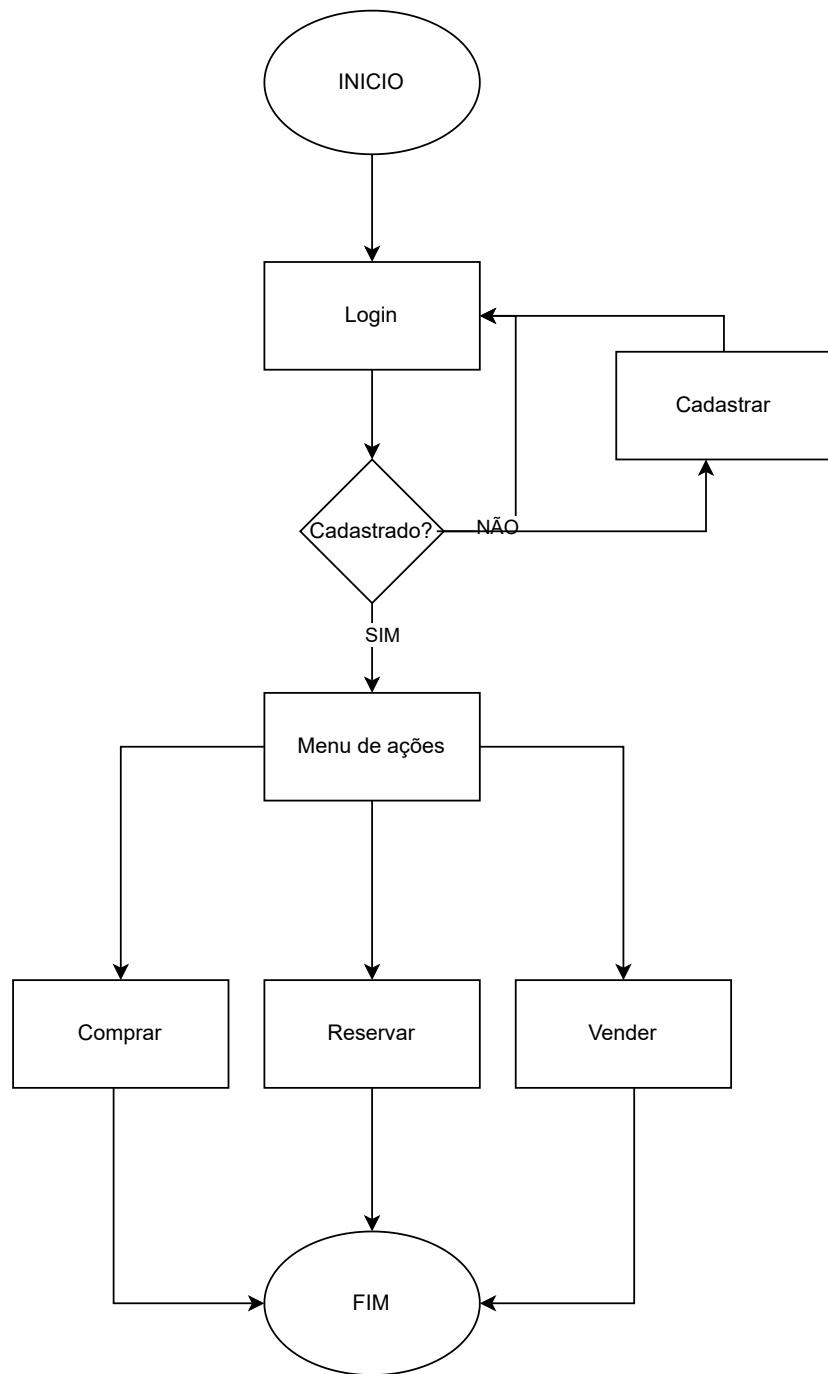 INICIO
Login
Cadastrar
Cadastrado?
NÃO
SIM
Menu de ações
Comprar
Reservar
Vender
FIM